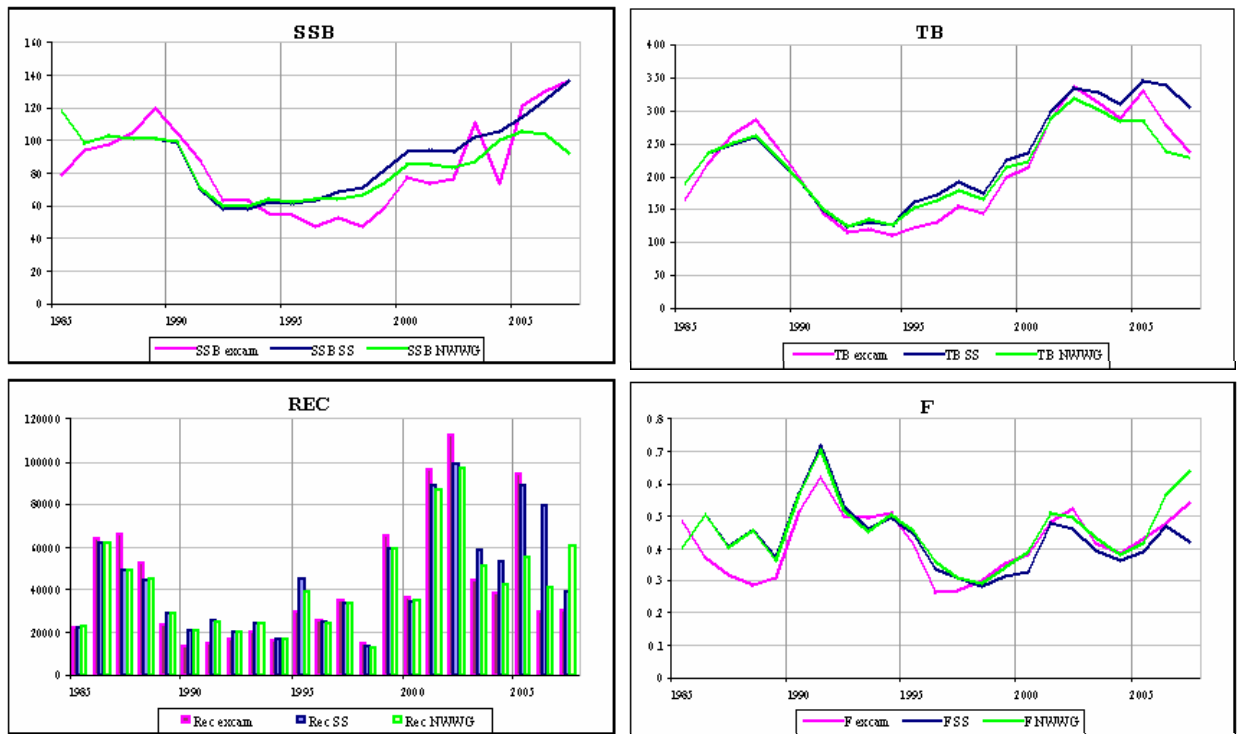 SSB
160
140
120
100
80
60
40
20
0
1985 1990 1995 2000 2005
SSB excam SSB SS SSB NWWG
TB
400
350
300
250
200
150
100
50
0
1985 1990 1995 2000 2005
TB excam TB SS TB NWWG
REC
120000
100000
80000
60000
40000
20000
0
1985 1990 1995 2000 2005
Rec excam Rec SS Rec NWWG
F
0.8
0.7
0.6
0.5
0.4
0.3
0.2
0.1
0
1985 1990 1995 2000 2005
F excam F SS F NWWG